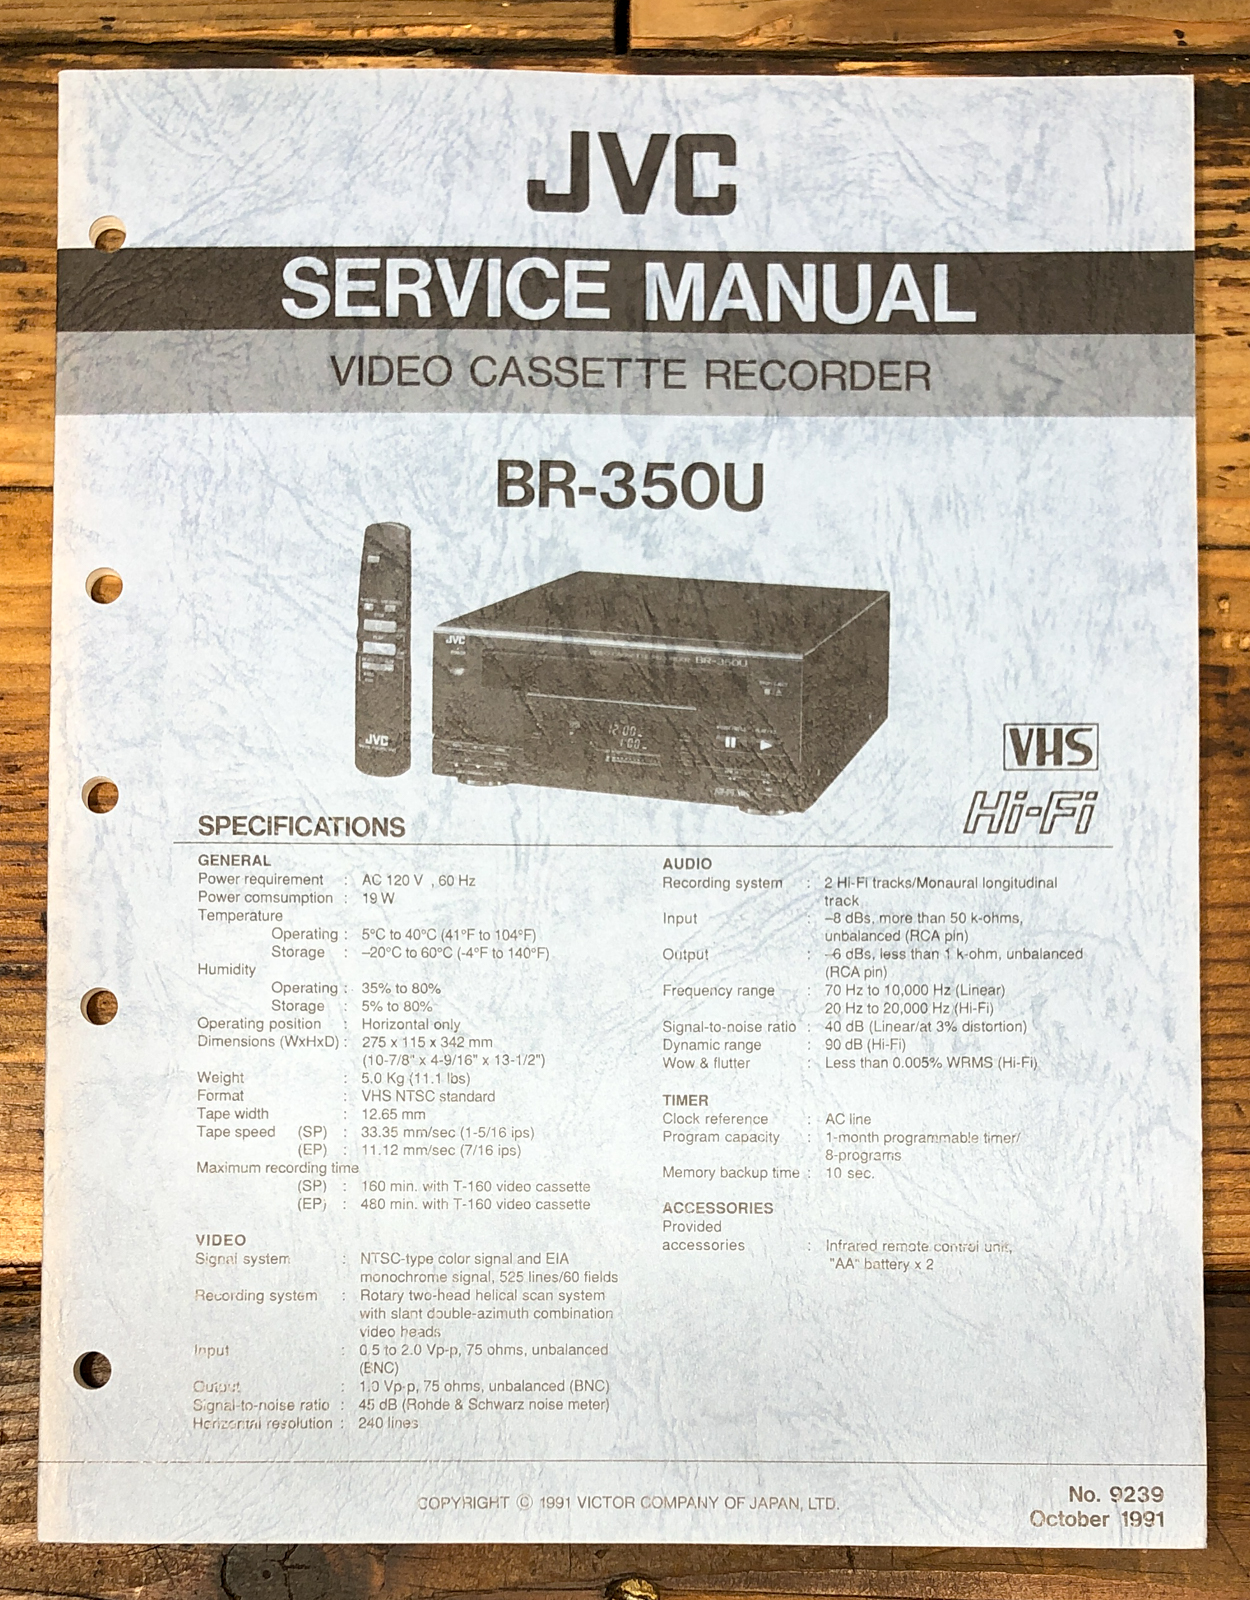 JVC
SERVICE MANUAL
VIDEO CASSETTE RECORDER
BR-350U
JVC
BR-350U
12:00
1:00
JVC
VHS
Hi-Fi
SPECIFICATIONS
GENERAL
Power requirement : AC 120 V , 60 Hz
Power comsumption : 19 W
Temperature
Operating : 5°C to 40°C (41°F to 104°F)
Storage : –20°C to 60°C (-4°F to 140°F)
Humidity
Operating : 35% to 80%
Storage : 5% to 80%
Operating position : Horizontal only
Dimensions (WxHxD) : 275 x 115 x 342 mm
(10-7/8" x 4-9/16" x 13-1/2")
Weight : 5.0 Kg (11.1 lbs)
Format : VHS NTSC standard
Tape width : 12.65 mm
Tape speed (SP) : 33.35 mm/sec (1-5/16 ips)
(EP) : 11.12 mm/sec (7/16 ips)
Maximum recording time
(SP) : 160 min. with T-160 video cassette
(EP) : 480 min. with T-160 video cassette
VIDEO
Signal system : NTSC-type color signal and EIA
monochrome signal, 525 lines/60 fields
Recording system : Rotary two-head helical scan system
with slant double-azimuth combination
video heads
Input : 0.5 to 2.0 Vp-p, 75 ohms, unbalanced
(BNC)
Output : 1.0 Vp-p, 75 ohms, unbalanced (BNC)
Signal-to-noise ratio : 45 dB (Rohde & Schwarz noise meter)
Horizontal resolution : 240 lines
AUDIO
Recording system : 2 Hi-Fi tracks/Monaural longitudinal
track
Input : –8 dBs, more than 50 k-ohms,
unbalanced (RCA pin)
Output : –6 dBs, less than 1 k-ohm, unbalanced
(RCA pin)
Frequency range : 70 Hz to 10,000 Hz (Linear)
20 Hz to 20,000 Hz (Hi-Fi)
Signal-to-noise ratio : 40 dB (Linear/at 3% distortion)
Dynamic range : 90 dB (Hi-Fi)
Wow & flutter : Less than 0.005% WRMS (Hi-Fi)
TIMER
Clock reference : AC line
Program capacity : 1-month programmable timer/
8-programs
Memory backup time : 10 sec.
ACCESSORIES
Provided
accessories : Infrared remote control unit,
"AA" battery x 2
COPYRIGHT © 1991 VICTOR COMPANY OF JAPAN, LTD.
No. 9239
October 1991